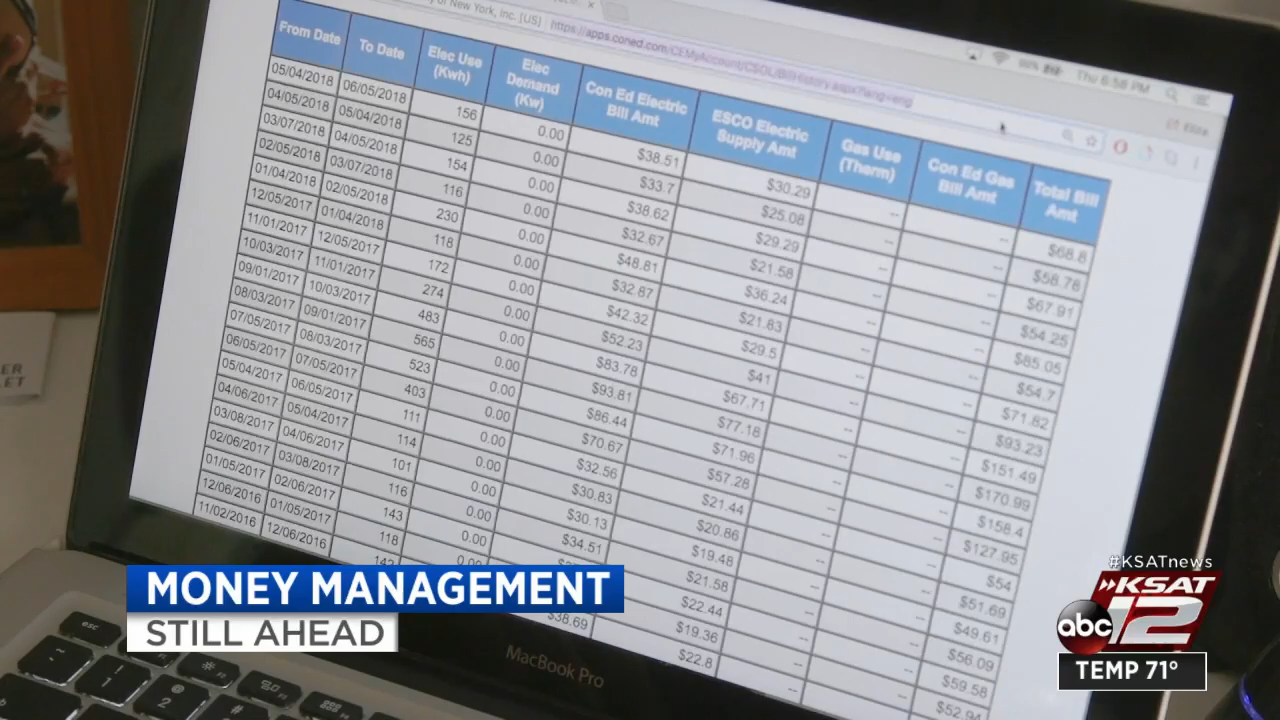 of New York, Inc. [US] | https://apps.coned.com/CEMyAccount/CSOL/BillHistory.aspx?lang=eng
Thu 6:58 PM
From Date To Date Elec Use (Kwh) Elec Demand (Kw) Con Ed Electric Bill Amt ESCO Electric Supply Amt Gas Use (Therm) Con Ed Gas Bill Amt Total Bill Amt
05/04/2018 06/05/2018 156 0.00 $38.51 $30.29 -- -- $68.8
04/05/2018 05/04/2018 125 0.00 $33.7 $25.08 -- -- $58.78
03/07/2018 04/05/2018 154 0.00 $38.62 $29.29 -- -- $67.91
02/05/2018 03/07/2018 116 0.00 $32.67 $21.58 -- -- $54.25
01/04/2018 02/05/2018 230 0.00 $48.81 $36.24 -- -- $85.05
12/05/2017 01/04/2018 118 0.00 $32.87 $21.83 -- -- $54.7
11/01/2017 12/05/2017 172 0.00 $42.32 $29.5 -- -- $71.82
10/03/2017 11/01/2017 274 0.00 $52.23 $41 -- -- $93.23
09/01/2017 10/03/2017 483 0.00 $83.78 $67.71 -- -- $151.49
08/03/2017 09/01/2017 565 0.00 $93.81 $77.18 -- -- $170.99
07/05/2017 08/03/2017 523 0.00 $86.44 $71.96 -- -- $158.4
06/05/2017 07/05/2017 403 0.00 $70.67 $57.28 -- -- $127.95
05/04/2017 06/05/2017 111 0.00 $32.56 $21.44 -- -- $54
04/06/2017 05/04/2017 114 0.00 $30.83 $20.86 -- -- $51.69
03/08/2017 04/06/2017 101 0.00 $30.13 $19.48 -- -- $49.61
02/06/2017 03/08/2017 116 0.00 $34.51 $21.58 -- -- $56.09
01/05/2017 02/06/2017 143 0.00 $22.44 -- -- $59.58
12/06/2016 01/05/2017 118 0.00 $19.36 -- -- $52.94
11/02/2016 12/06/2016 142 $38.69 $22.8 --
MacBook Pro
esc
MONEY MANAGEMENT
STILL AHEAD
#KSATnews
KSAT
abc 12
TEMP 71°